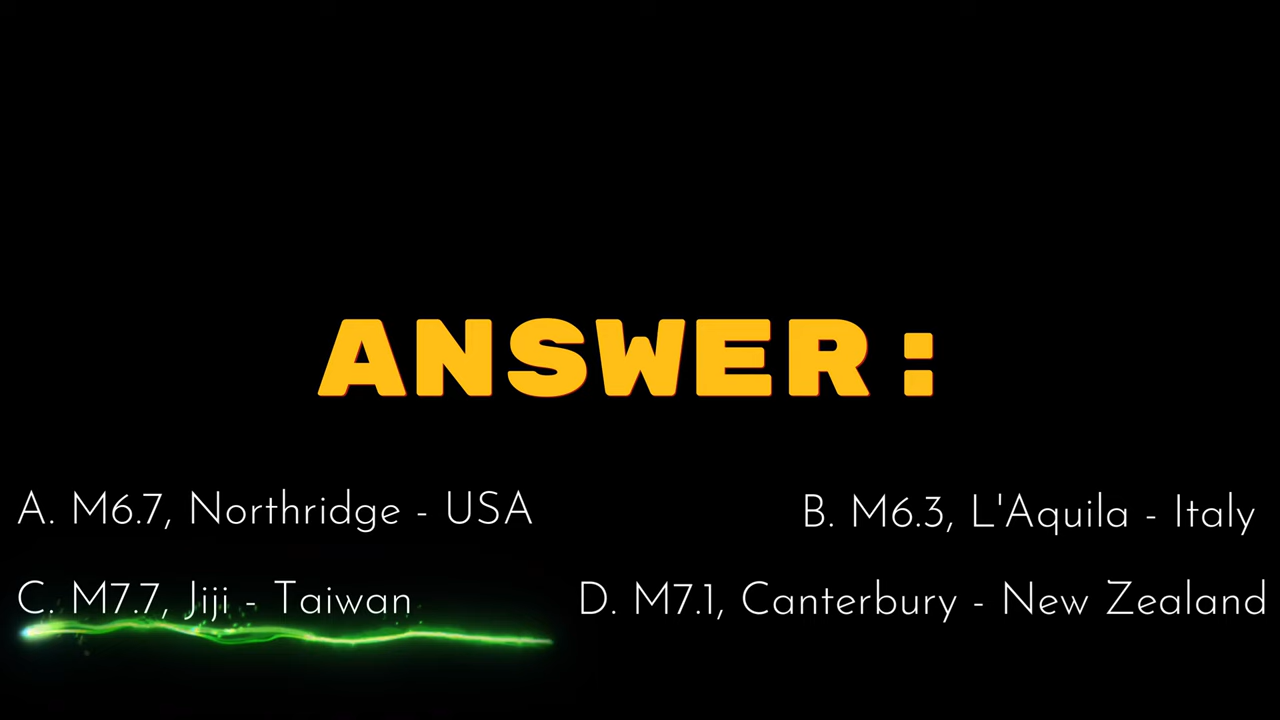 ANSWER:
A. M6.7, Northridge - USA
B. M6.3, L'Aquila - Italy
C. M7.7, Jiji - Taiwan
D. M7.1, Canterbury - New Zealand